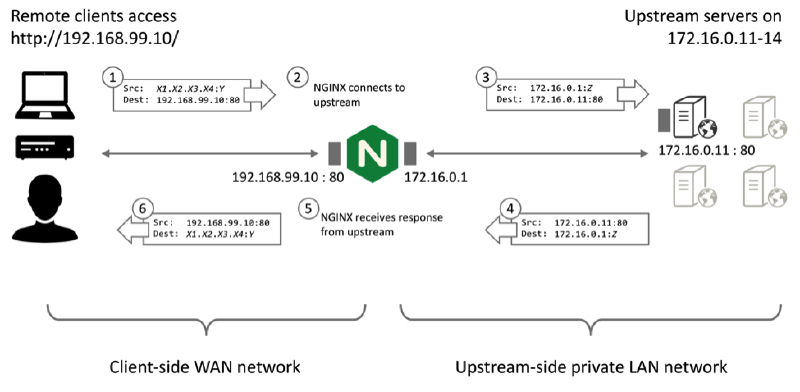 Remote clients access
http://192.168.99.10/
Upstream servers on
172.16.0.11-14
1
Src: X1.X2.X3.X4:Y
Dest: 192.168.99.10:80
2
NGINX connects to
upstream
3
Src: 172.16.0.1:Z
Dest: 172.16.0.11:80
N
192.168.99.10 : 80
172.16.0.1
172.16.0.11 : 80
6
Src: 192.168.99.10:80
Dest: X1.X2.X3.X4:Y
5
NGINX receives response
from upstream
4
Src: 172.16.0.11:80
Dest: 172.16.0.1:Z
Client-side WAN network
Upstream-side private LAN network